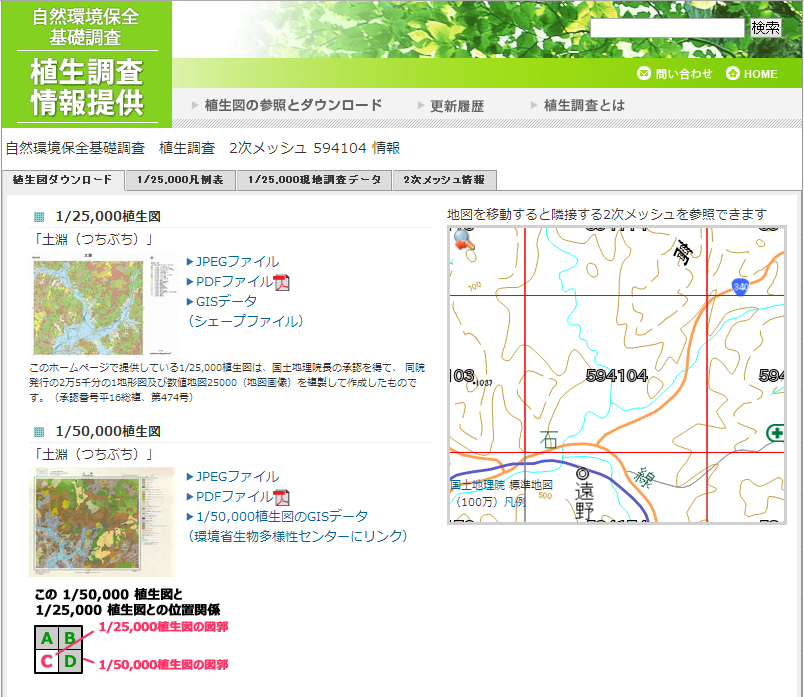 自然環境保全
基礎調査
植生調査
情報提供
検索
問い合わせ
HOME
植生図の参照とダウンロード
更新履歴
植生調査とは
自然環境保全基礎調査　植生調査　2次メッシュ 594104 情報
植生図ダウンロード
1/25,000凡例表
1/25,000現地調査データ
2次メッシュ情報
1/25,000植生図
「土淵（つちぶち）」
JPEGファイル
PDFファイル
GISデータ
（シェープファイル）
このホームページで提供している1/25,000植生図は、国土地理院長の承認を得て、 同院
発行の2万5千分の1地形図及び数値地図25000（地図画像）を複製して作成したもので
す。（承認番号平16総複、第474号）
1/50,000植生図
「土淵（つちぶち）」
JPEGファイル
PDFファイル
1/50,000植生図のGISデータ
（環境省生物多様性センターにリンク）
この 1/50,000 植生図と
1/25,000 植生図との位置関係
1/25,000植生図の図郭
A B
C D
1/50,000植生図の図郭
地図を移動すると隣接する2次メッシュを参照できます
340
300
594104
1037
石
線
遠野
500
国土地理院 標準地図
（100万）凡例